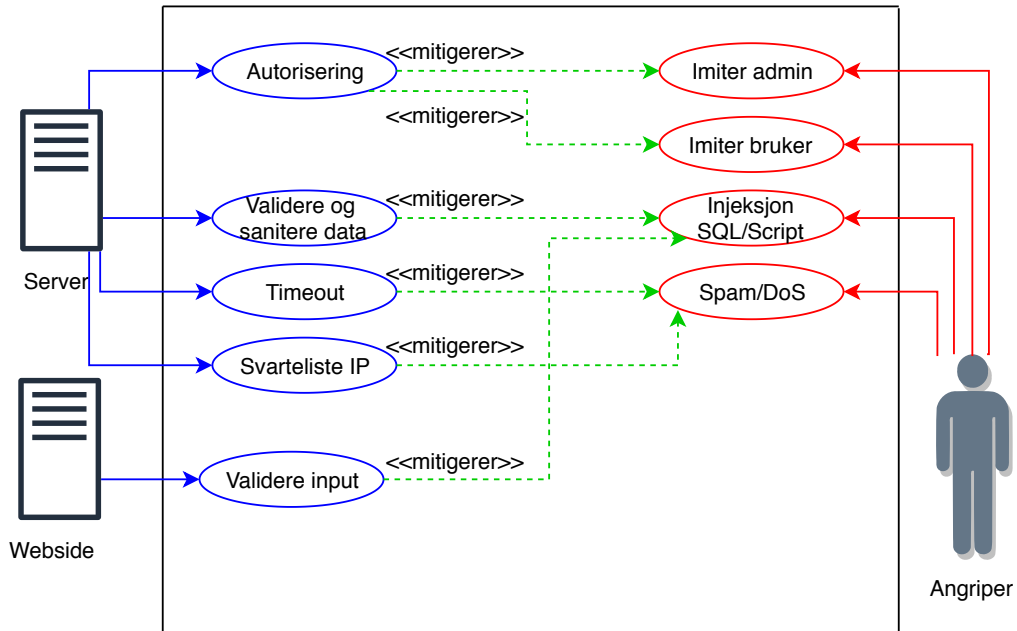 <<mitigerer>>
Autorisering
Imiter admin
<<mitigerer>>
Imiter bruker
<<mitigerer>>
Validere og
sanitere data
Injeksjon
SQL/Script
Server
<<mitigerer>>
Timeout
Spam/DoS
<<mitigerer>>
Svarteliste IP
<<mitigerer>>
Validere input
Webside
Angriper